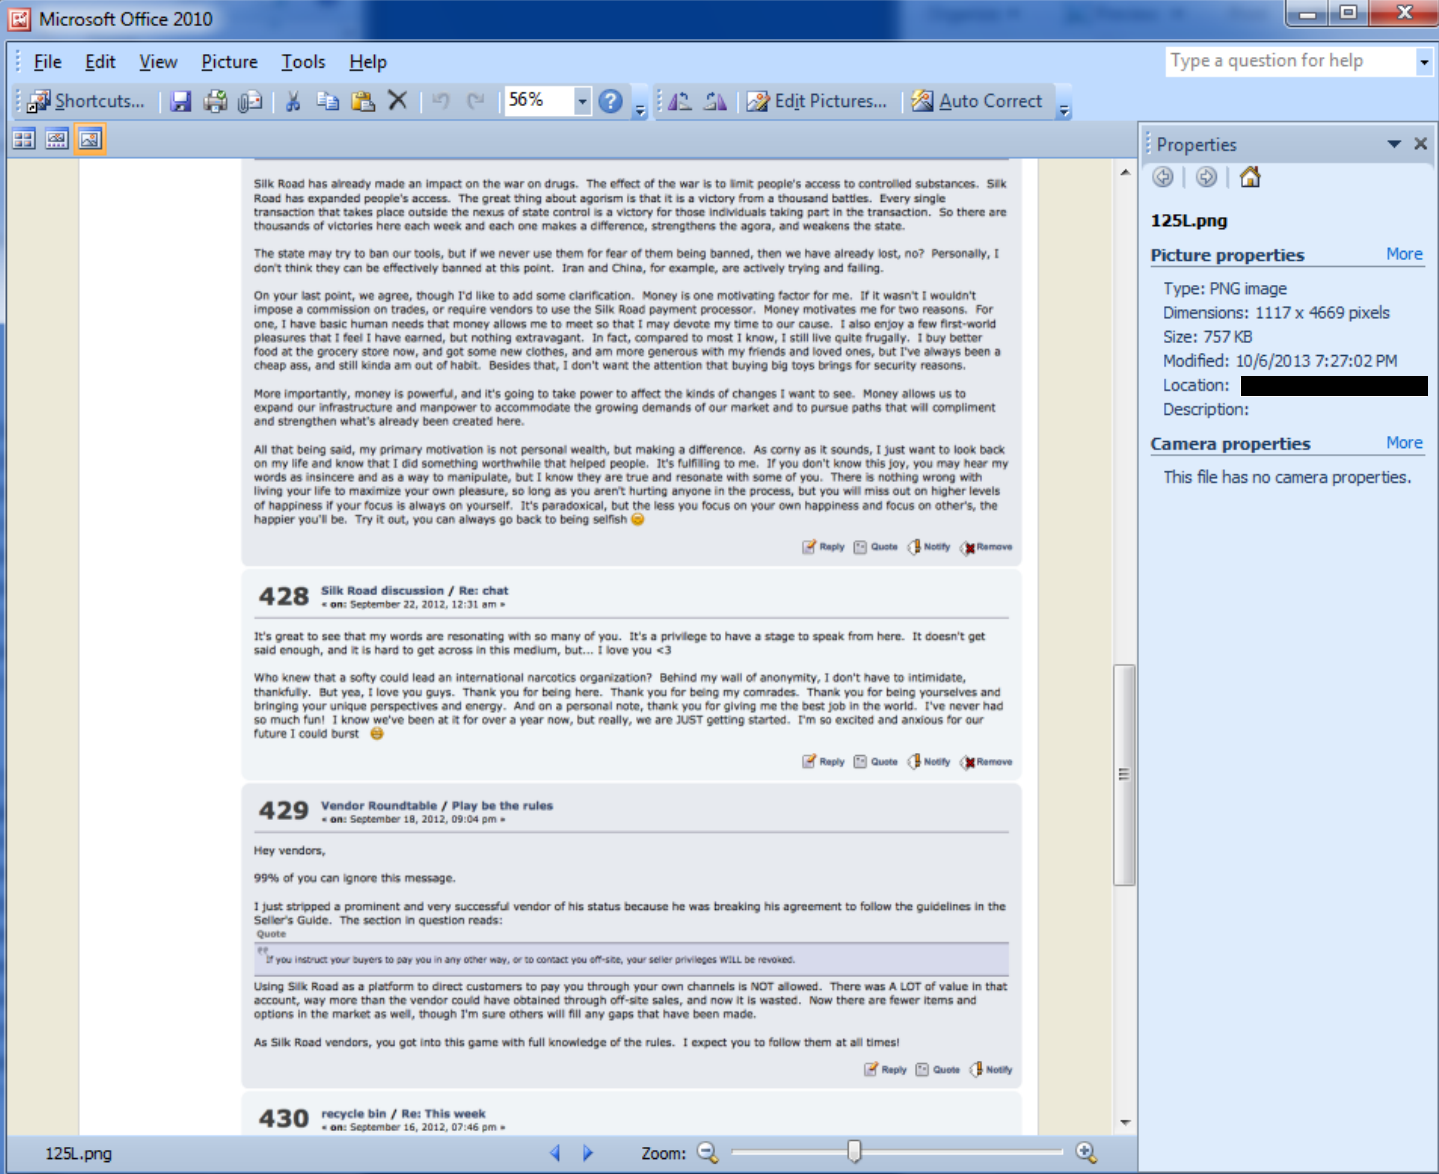 Microsoft Office 2010
File Edit View Picture Tools Help
Type a question for help
Shortcuts... 56% Edit Pictures... Auto Correct
Silk Road has already made an impact on the war on drugs. The effect of the war is to limit people's access to controlled substances. Silk
Road has expanded people's access. The great thing about agorism is that it is a victory from a thousand battles. Every single
transaction that takes place outside the nexus of state control is a victory for those individuals taking part in the transaction. So there are
thousands of victories here each week and each one makes a difference, strengthens the agora, and weakens the state.
The state may try to ban our tools, but if we never use them for fear of them being banned, then we have already lost, no? Personally, I
don't think they can be effectively banned at this point. Iran and China, for example, are actively trying and failing.
On your last point, we agree, though I'd like to add some clarification. Money is one motivating factor for me. If it wasn't I wouldn't
impose a commission on trades, or require vendors to use the Silk Road payment processor. Money motivates me for two reasons. For
one, I have basic human needs that money allows me to meet so that I may devote my time to our cause. I also enjoy a few first-world
pleasures that I feel I have earned, but nothing extravagant. In fact, compared to most I know, I still live quite frugally. I buy better
food at the grocery store now, and got some new clothes, and am more generous with my friends and loved ones, but I've always been a
cheap ass, and still kinda am out of habit. Besides that, I don't want the attention that buying big toys brings for security reasons.
More importantly, money is powerful, and it's going to take power to affect the kinds of changes I want to see. Money allows us to
expand our infrastructure and manpower to accommodate the growing demands of our market and to pursue paths that will compliment
and strengthen what's already been created here.
All that being said, my primary motivation is not personal wealth, but making a difference. As corny as it sounds, I just want to look back
on my life and know that I did something worthwhile that helped people. It's fulfilling to me. If you don't know this joy, you may hear my
words as insincere and as a way to manipulate, but I know they are true and resonate with some of you. There is nothing wrong with
living your life to maximize your own pleasure, so long as you aren't hurting anyone in the process, but you will miss out on higher levels
of happiness if your focus is always on yourself. It's paradoxical, but the less you focus on your own happiness and focus on other's, the
happier you'll be. Try it out, you can always go back to being selfish
Reply Quote Notify Remove
428 Silk Road discussion / Re: chat
« on: September 22, 2012, 12:31 am »
It's great to see that my words are resonating with so many of you. It's a privilege to have a stage to speak from here. It doesn't get
said enough, and it is hard to get across in this medium, but... I love you <3
Who knew that a softy could lead an international narcotics organization? Behind my wall of anonymity, I don't have to intimidate,
thankfully. But yea, I love you guys. Thank you for being here. Thank you for being my comrades. Thank you for being yourselves and
bringing your unique perspectives and energy. And on a personal note, thank you for giving me the best job in the world. I've never had
so much fun! I know we've been at it for over a year now, but really, we are JUST getting started. I'm so excited and anxious for our
future I could burst
Reply Quote Notify Remove
429 Vendor Roundtable / Play be the rules
« on: September 18, 2012, 09:04 pm »
Hey vendors,
99% of you can ignore this message.
I just stripped a prominent and very successful vendor of his status because he was breaking his agreement to follow the guidelines in the
Seller's Guide. The section in question reads:
Quote
If you instruct your buyers to pay you in any other way, or to contact you off-site, your seller privileges WILL be revoked.
Using Silk Road as a platform to direct customers to pay you through your own channels is NOT allowed. There was A LOT of value in that
account, way more than the vendor could have obtained through off-site sales, and now it is wasted. Now there are fewer items and
options in the market as well, though I'm sure others will fill any gaps that have been made.
As Silk Road vendors, you got into this game with full knowledge of the rules. I expect you to follow them at all times!
Reply Quote Notify
430 recycle bin / Re: This week
« on: September 16, 2012, 07:46 pm »
Properties
125L.png
Picture properties More
Type: PNG image
Dimensions: 1117 x 4669 pixels
Size: 757 KB
Modified: 10/6/2013 7:27:02 PM
Location:
Description:
Camera properties More
This file has no camera properties.
125L.png Zoom: